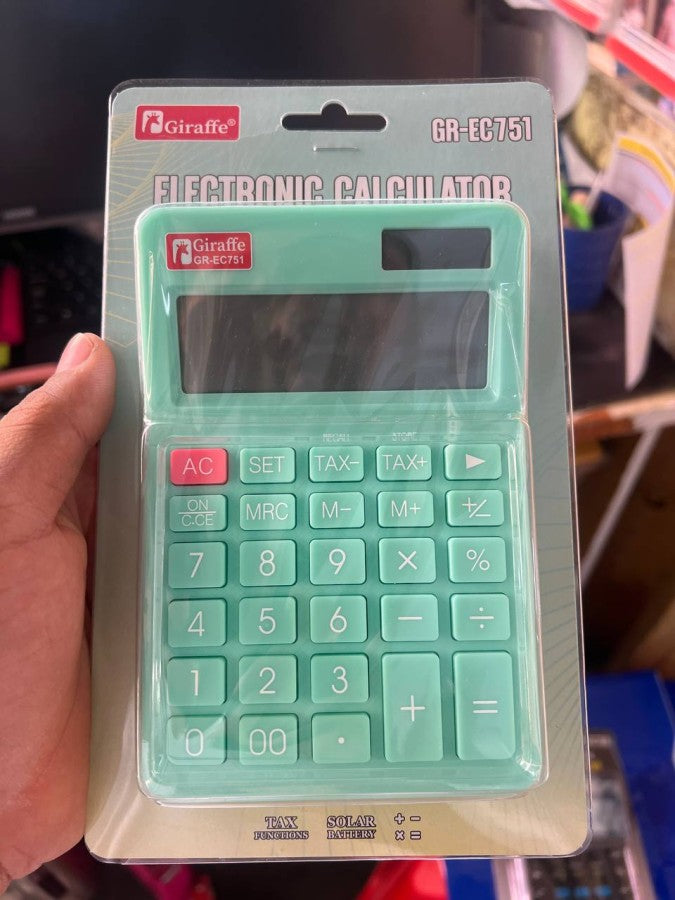 Giraffe®
GR-EC751
ELECTRONIC CALCULATOR
Giraffe
GR-EC751
RECALL STORE
AC SET TAX− TAX+ ▶
ON
C·CE MRC M− M+ +/−
7 8 9 × %
4 5 6 − ÷
1 2 3 + =
0 00 ·
TAX
FUNCTIONS
SOLAR
BATTERY
+ −
× =